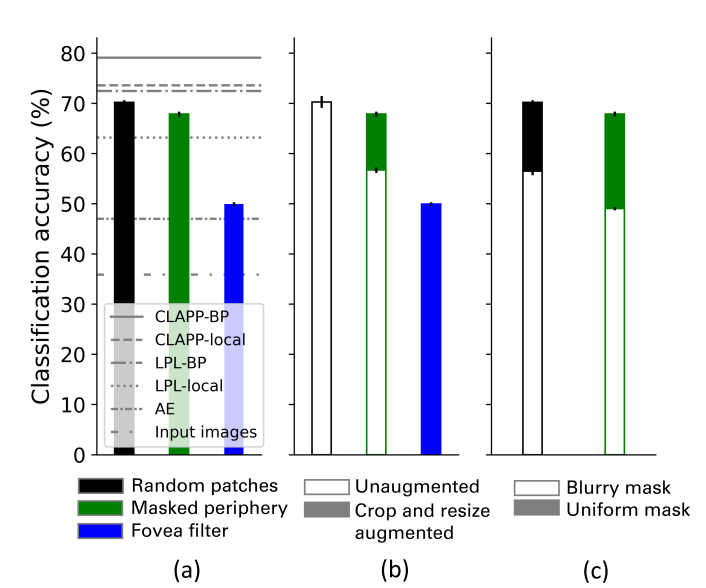 80
70
60
50
40
30
20
10
0
Classification accuracy (%)
CLAPP-BP
CLAPP-local
LPL-BP
LPL-local
AE
Input images
Random patches
Masked periphery
Fovea filter
Unaugmented
Crop and resize
augmented
Blurry mask
Uniform mask
(a)
(b)
(c)